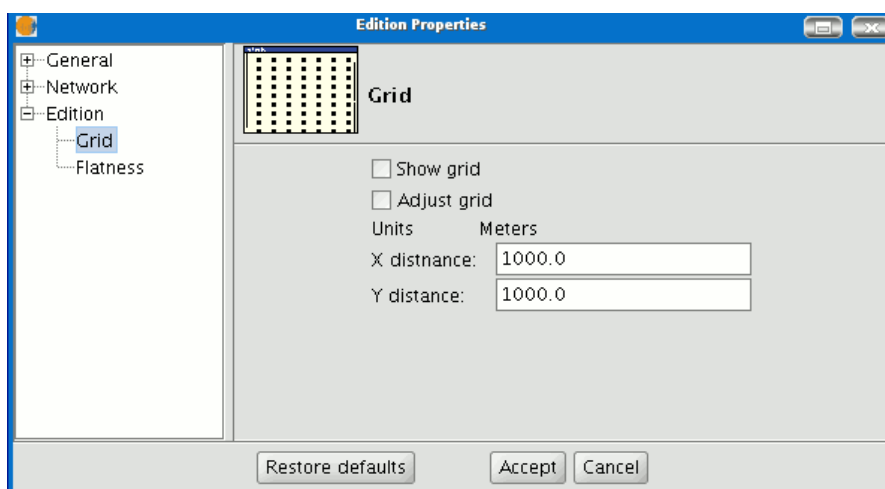 Edition Properties
General
Network
Edition
Grid
Flatness
Grid
Show grid
Adjust grid
Units Meters
X distnance: 1000.0
Y distance: 1000.0
Restore defaults Accept Cancel